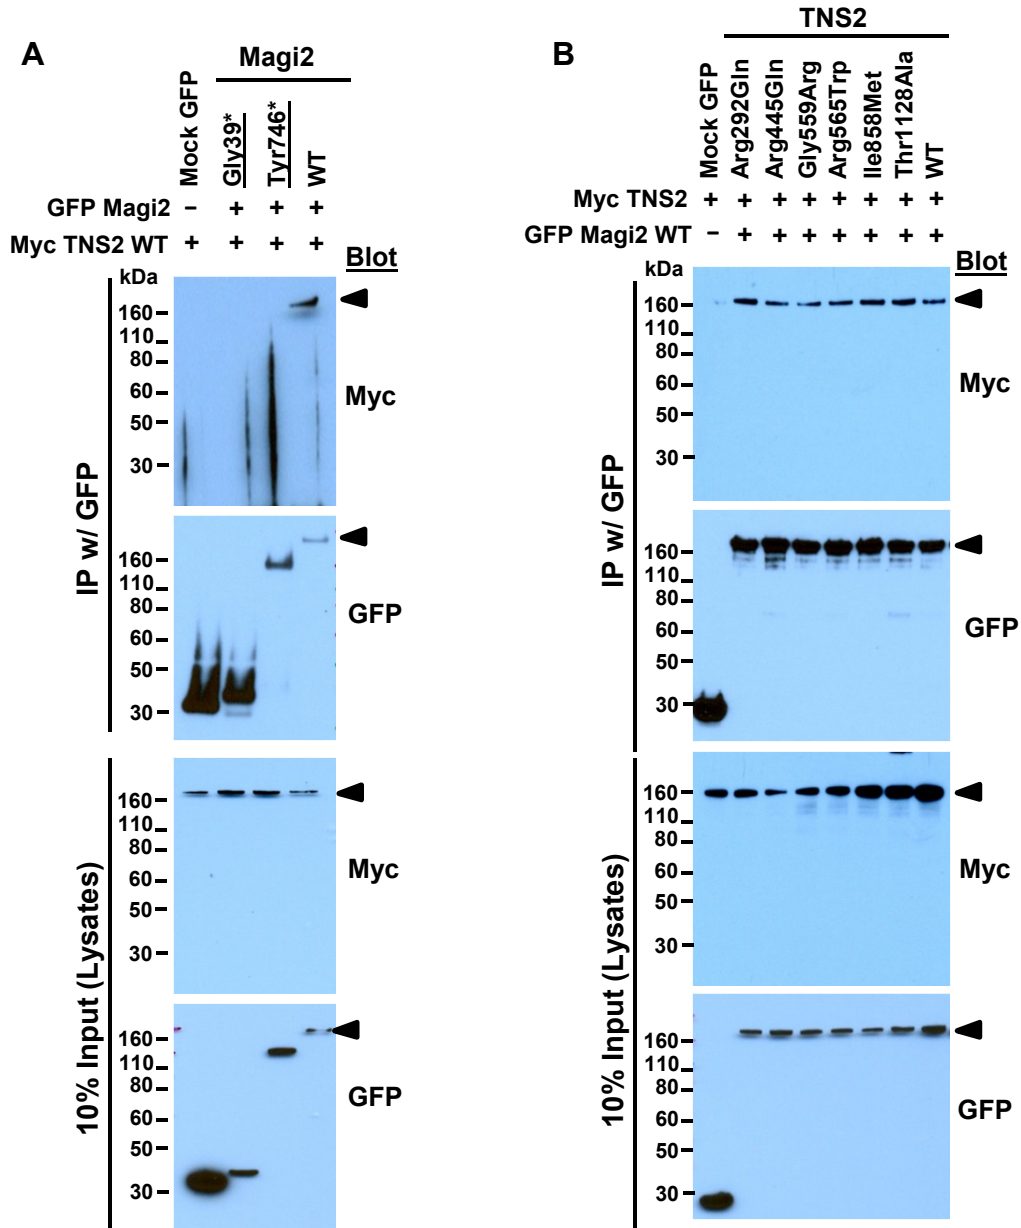 A
Magi2
Mock GFP
Gly39*
Tyr746*
WT
GFP Magi2 – + + +
Myc TNS2 WT + + + +
Blot
kDa
IP w/ GFP
160
110
80
60
50
30
Myc
160
110
80
60
50
30
GFP
10% Input (Lysates)
160
110
80
60
50
30
Myc
160
110
80
60
50
30
GFP
B
TNS2
Mock GFP
Arg292Gln
Arg445Gln
Gly559Arg
Arg565Trp
Ile858Met
Thr1128Ala
WT
Myc TNS2 + + + + + + + +
GFP Magi2 WT – + + + + + + +
Blot
kDa
IP w/ GFP
160
110
80
60
50
30
Myc
160
110
80
60
50
30
GFP
10% Input (Lysates)
160
110
80
60
50
30
Myc
160
110
80
60
50
30
GFP